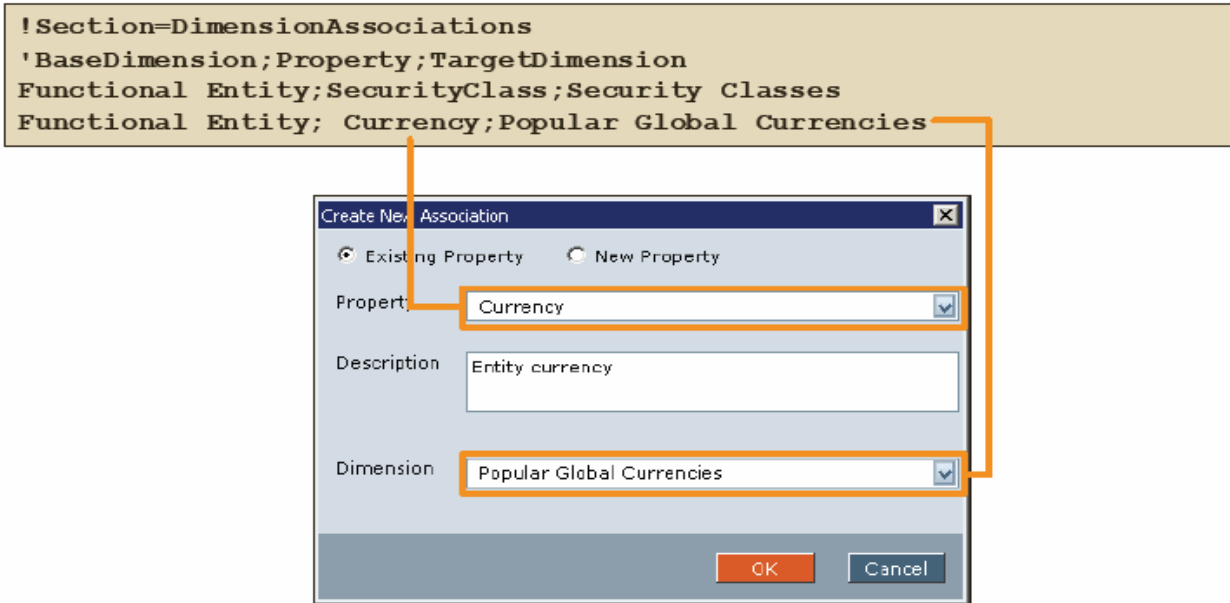 !Section=DimensionAssociations
'BaseDimension;Property;TargetDimension
Functional Entity;SecurityClass;Security Classes
Functional Entity; Currency;Popular Global Currencies
Create New Association
Existing Property New Property
Property Currency
Description Entity currency
Dimension Popular Global Currencies
OK Cancel